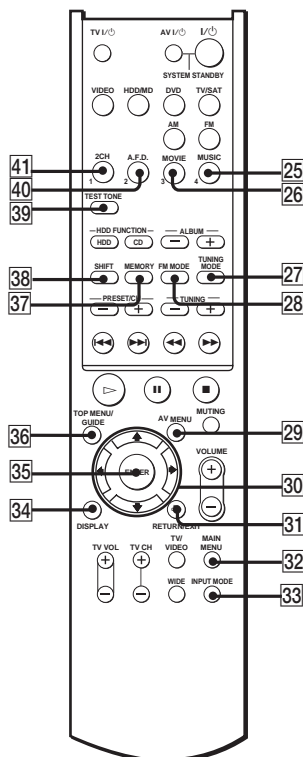 TV I/⏻ AV I/⏻ I/⏻
SYSTEM STANDBY
VIDEO HDD/MD DVD TV/SAT
AM FM
41 2CH A.F.D. MOVIE MUSIC 25
1 2 3 4
40 26
39 TEST TONE
HDD FUNCTION ALBUM
HDD CD − +
38 SHIFT MEMORY FM MODE TUNING MODE 27
37 28
PRESET/CH TUNING
− + − +
TOP MENU/
GUIDE
36 AV MENU MUTING 29
35 ENTER VOLUME 30
+
−
34 DISPLAY RETURN/EXIT 31
TV VOL TV CH TV/
VIDEO
MAIN
MENU
32
+ +
− −
WIDE INPUT MODE 33